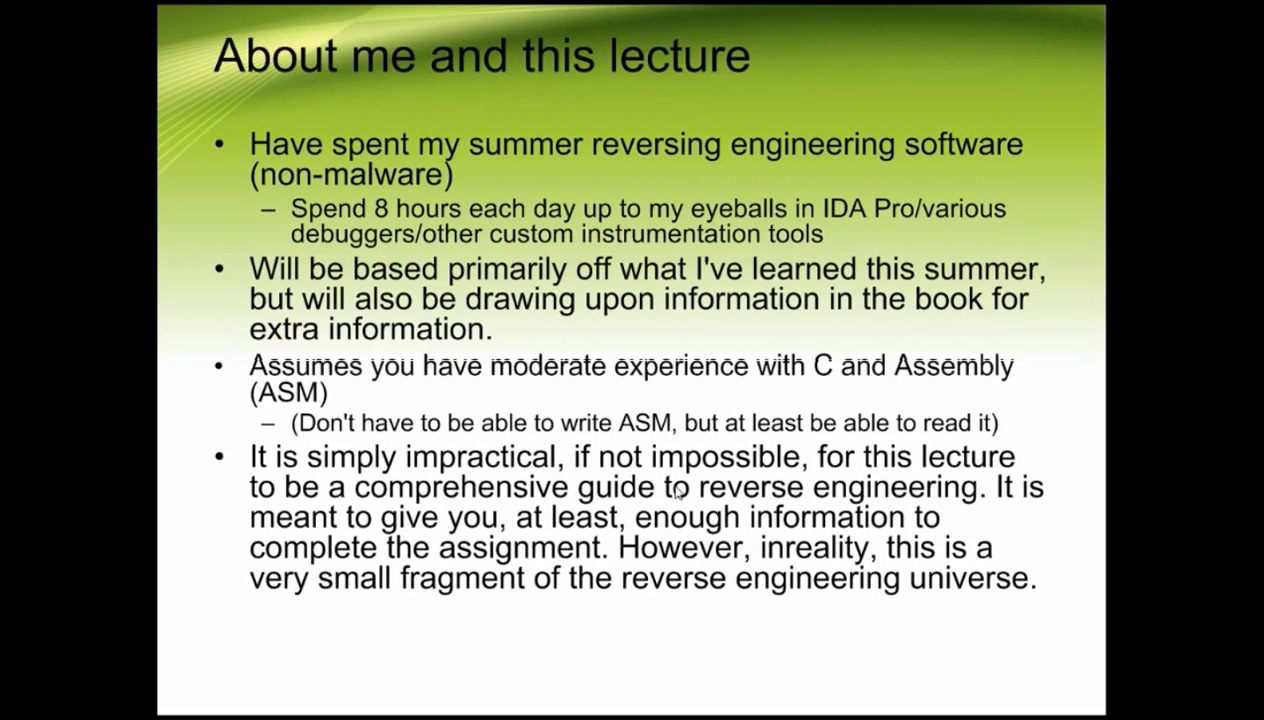 About me and this lecture
• Have spent my summer reversing engineering software
(non-malware)
– Spend 8 hours each day up to my eyeballs in IDA Pro/various
debuggers/other custom instrumentation tools
• Will be based primarily off what I've learned this summer,
but will also be drawing upon information in the book for
extra information.
• Assumes you have moderate experience with C and Assembly
(ASM)
– (Don't have to be able to write ASM, but at least be able to read it)
• It is simply impractical, if not impossible, for this lecture
to be a comprehensive guide to reverse engineering. It is
meant to give you, at least, enough information to
complete the assignment. However, inreality, this is a
very small fragment of the reverse engineering universe.